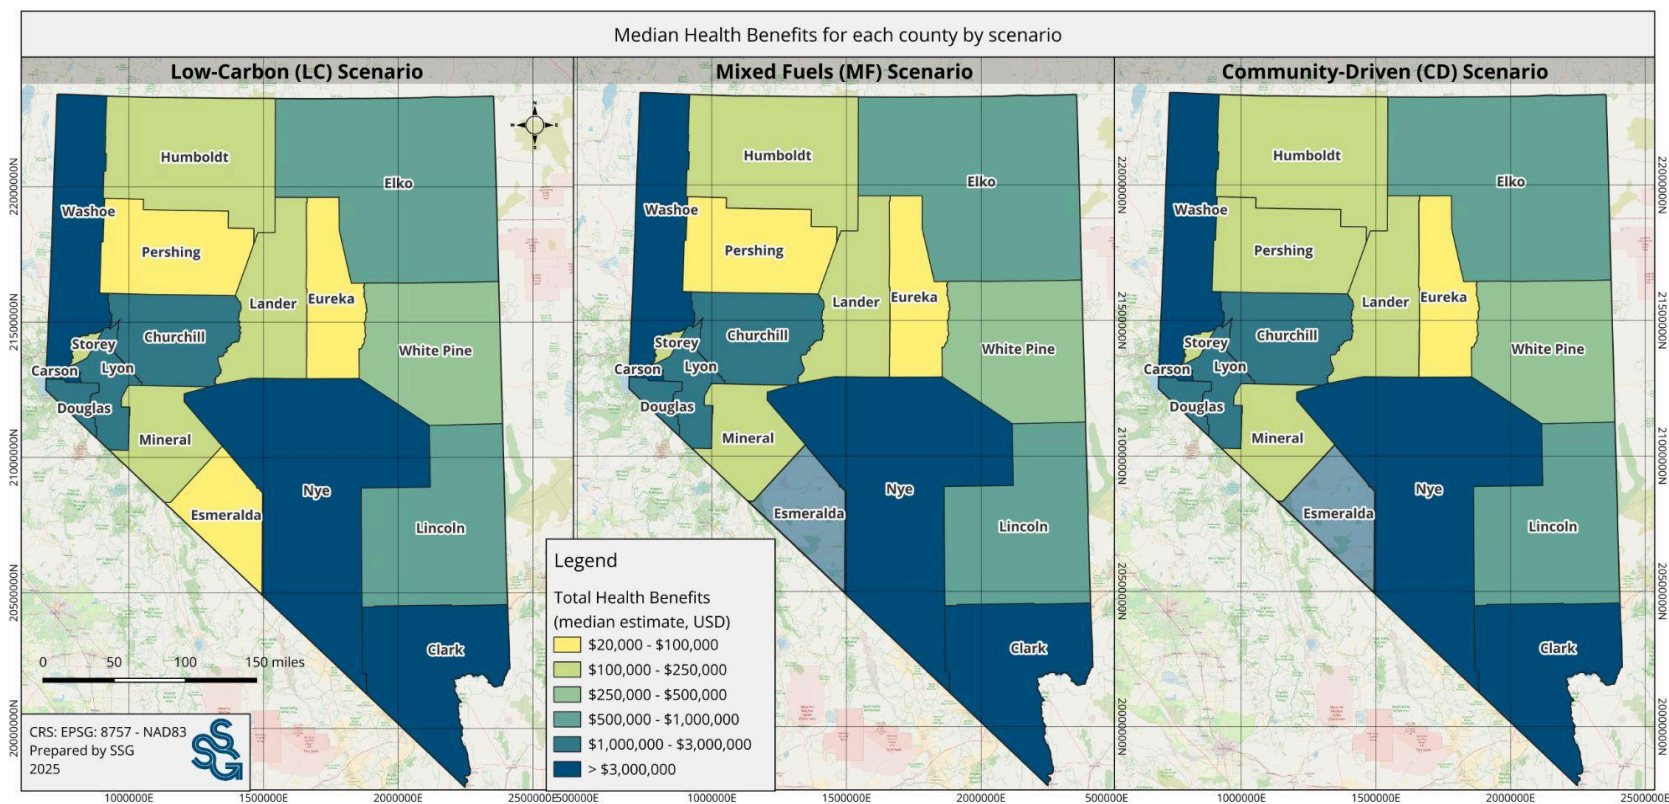 Median Health Benefits for each county by scenario
Low-Carbon (LC) Scenario
Humboldt
Elko
Washoe
Pershing
Lander
Eureka
Churchill
Storey
Lyon
Carson
White Pine
Douglas
Mineral
Nye
Esmeralda
Lincoln
Clark
2200000N
2150000N
2100000N
2050000N
2000000N
0 50 100 150 miles
CRS: EPSG: 8757 - NAD83
Prepared by SSG
2025
SSG
1000000E 1500000E 2000000E
Mixed Fuels (MF) Scenario
Humboldt
Elko
Washoe
Pershing
Lander
Eureka
Churchill
Storey
Lyon
Carson
White Pine
Douglas
Mineral
Nye
Esmeralda
Lincoln
Clark
1000000E 1500000E 2000000E
Legend
Total Health Benefits
(median estimate, USD)
$20,000 - $100,000
$100,000 - $250,000
$250,000 - $500,000
$500,000 - $1,000,000
$1,000,000 - $3,000,000
> $3,000,000
Community-Driven (CD) Scenario
Humboldt
Elko
Washoe
Pershing
Lander
Eureka
Churchill
Storey
Lyon
Carson
White Pine
Douglas
Mineral
Nye
Esmeralda
Lincoln
Clark
1000000E 1500000E 2000000E 2500000E